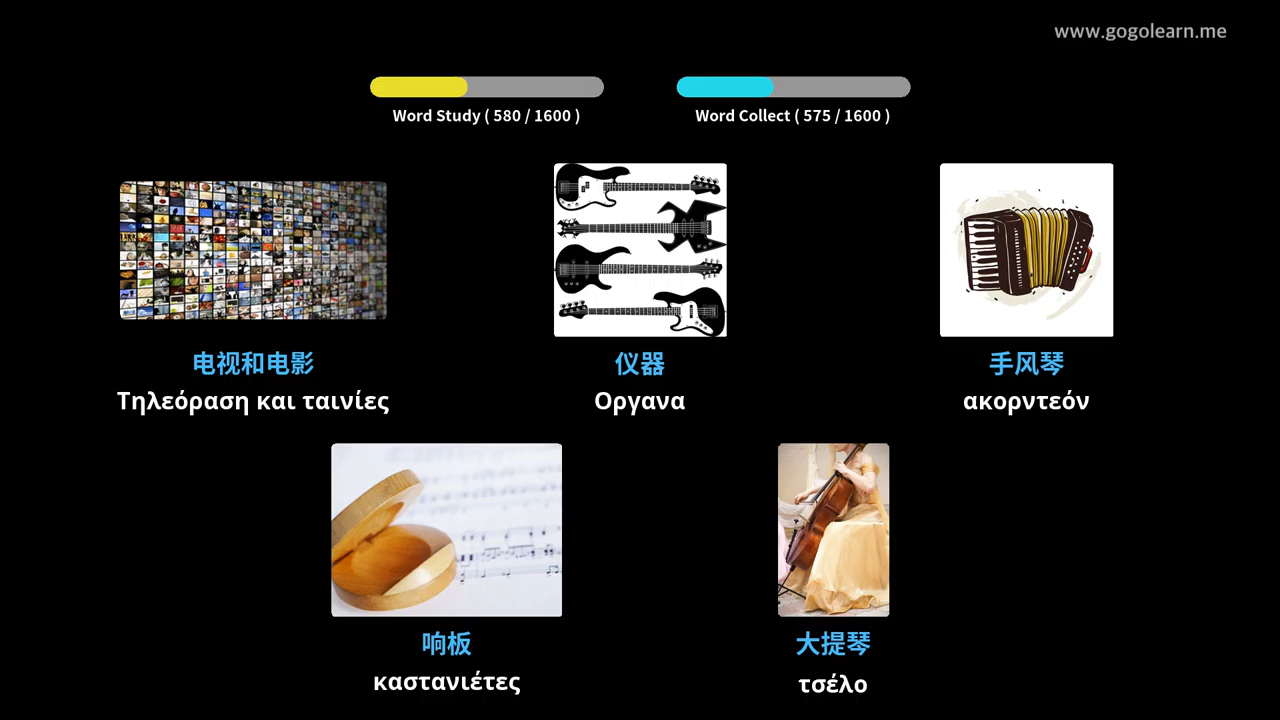 www.gogolearn.me
Word Study ( 580 / 1600 )
Word Collect ( 575 / 1600 )
电视和电影
Τηλεόραση και ταινίες
仪器
Οργανα
手风琴
ακορντεόν
响板
καστανιέτες
大提琴
τσέλο